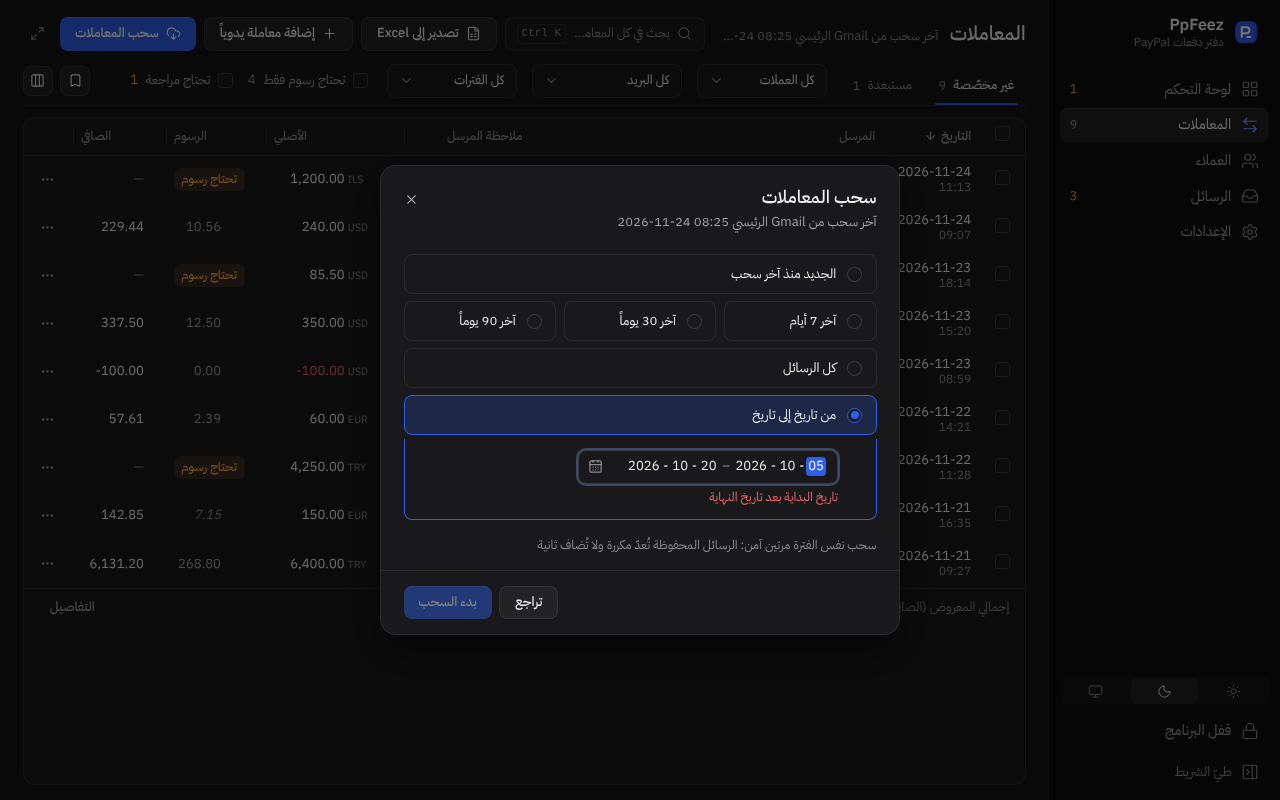 PpFeez
دفتر دفعات PayPal
لوحة التحكم 1
المعاملات 9
العملاء
الرسائل 3
الإعدادات
قفل البرنامج
طيّ الشريط
المعاملات
آخر سحب من Gmail الرئيسي 08:25 24-...
بحث في كل المعامـ... Ctrl K
تصدير إلى Excel
إضافة معاملة يدوياً
سحب المعاملات
غير مخصّصة 9
مستبعدة 1
كل العملات
كل البريد
كل الفترات
تحتاج رسوم فقط 4
تحتاج مراجعة 1
التاريخ المرسل ملاحظة المرسل الأصلي الرسوم الصافي
2026-11-24 11:13 1,200.00 ILS تحتاج رسوم —
2026-11-24 09:07 240.00 USD 10.56 229.44
2026-11-23 18:14 85.50 USD تحتاج رسوم —
2026-11-23 15:20 350.00 USD 12.50 337.50
2026-11-23 08:59 -100.00 USD 0.00 -100.00
2026-11-22 14:21 60.00 EUR 2.39 57.61
2026-11-22 11:28 4,250.00 TRY تحتاج رسوم —
2026-11-21 16:35 150.00 EUR 7.15 142.85
2026-11-21 09:27 6,400.00 TRY 268.80 6,131.20
إجمالي المعروض
التفاصيل
سحب المعاملات
آخر سحب من Gmail الرئيسي 08:25 2026-11-24
الجديد منذ آخر سحب
آخر 7 أيام
آخر 30 يوماً
آخر 90 يوماً
كل الرسائل
من تاريخ إلى تاريخ
2026 - 10 - 20 – 2026 - 10 - 05
تاريخ البداية بعد تاريخ النهاية
سحب نفس الفترة مرتين آمن: الرسائل المحفوظة تُعدّ مكررة ولا تُضاف ثانية
تراجع
بدء السحب